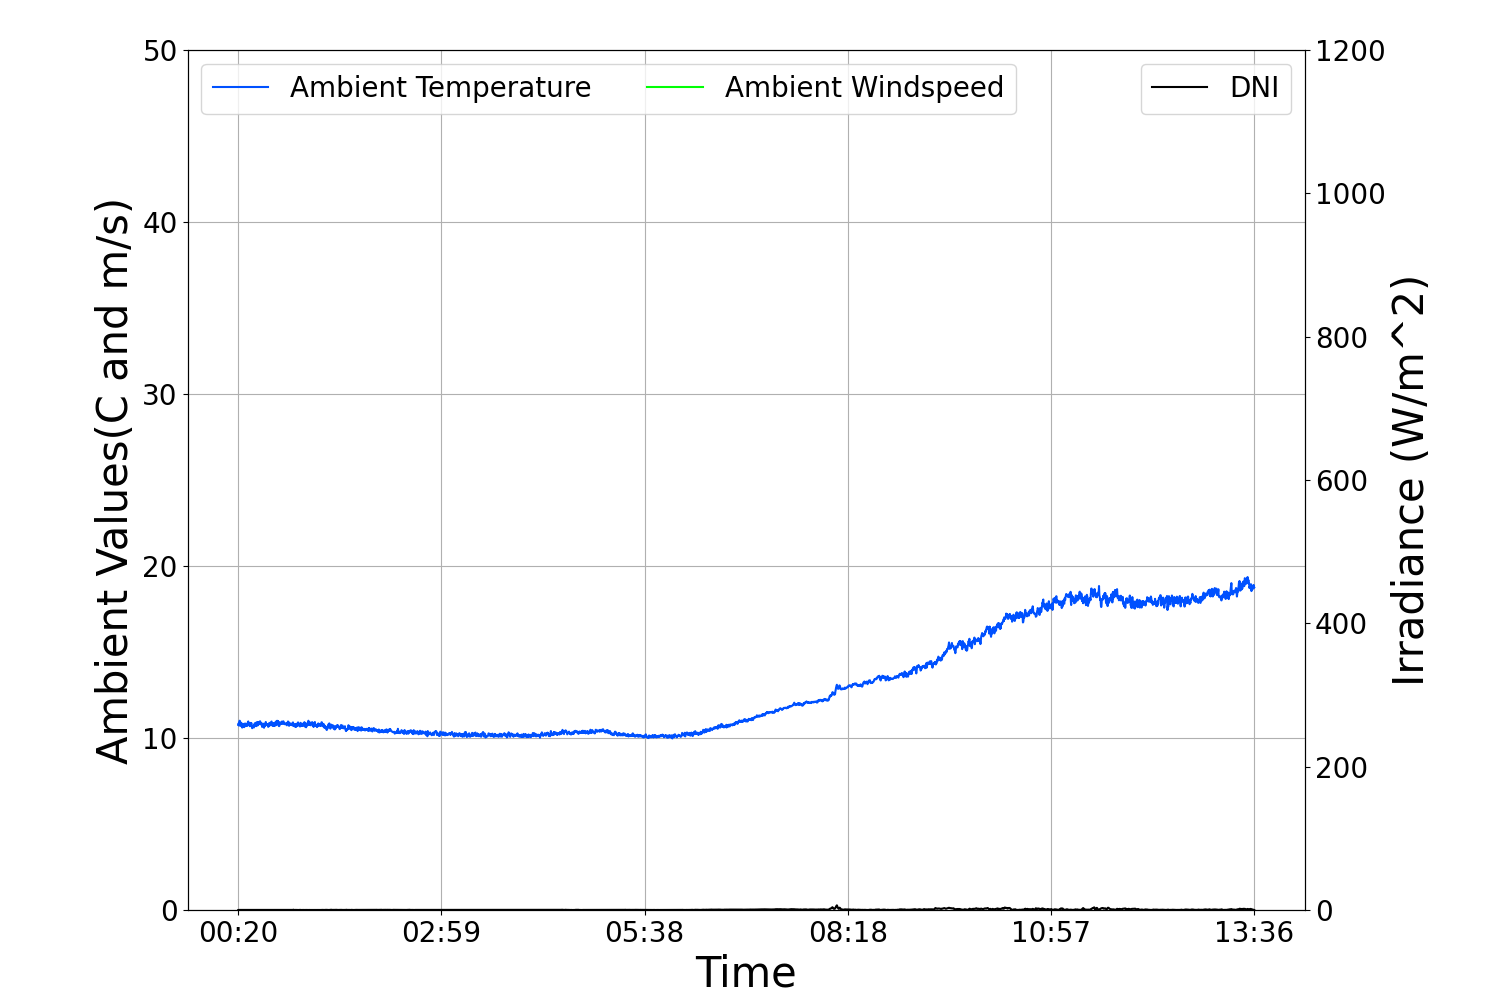 Ambient Temperature
Ambient Windspeed
DNI
Ambient Values(C and m/s)
50
40
30
20
10
0
1200
1000
800
600
400
200
0
Irradiance (W/m^2)
00:20 02:59 05:38 08:18 10:57 13:36
Time